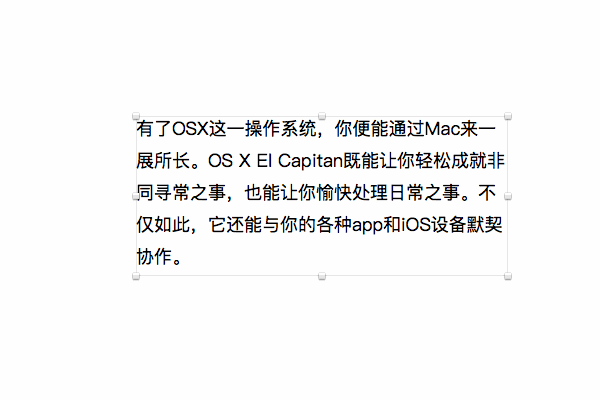 有了OSX这一操作系统，你便能通过Mac来一
展所长。OS X EI Capitan既能让你轻松成就非
同寻常之事，也能让你愉快处理日常之事。不
仅如此，它还能与你的各种app和iOS设备默契
协作。